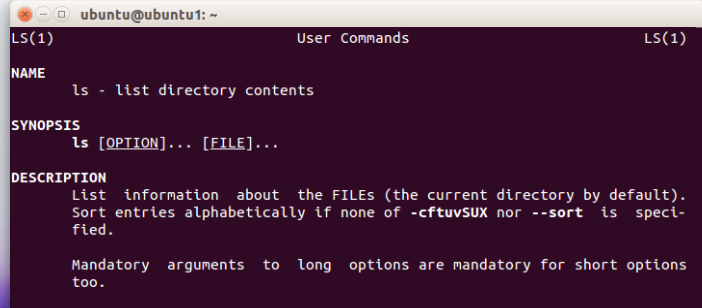 ubuntu@ubuntu1: ~
LS(1) User Commands LS(1)
NAME
ls - list directory contents
SYNOPSIS
ls [OPTION]... [FILE]...
DESCRIPTION
List information about the FILEs (the current directory by default).
Sort entries alphabetically if none of -cftuvSUX nor --sort is speci-
fied.
Mandatory arguments to long options are mandatory for short options
too.